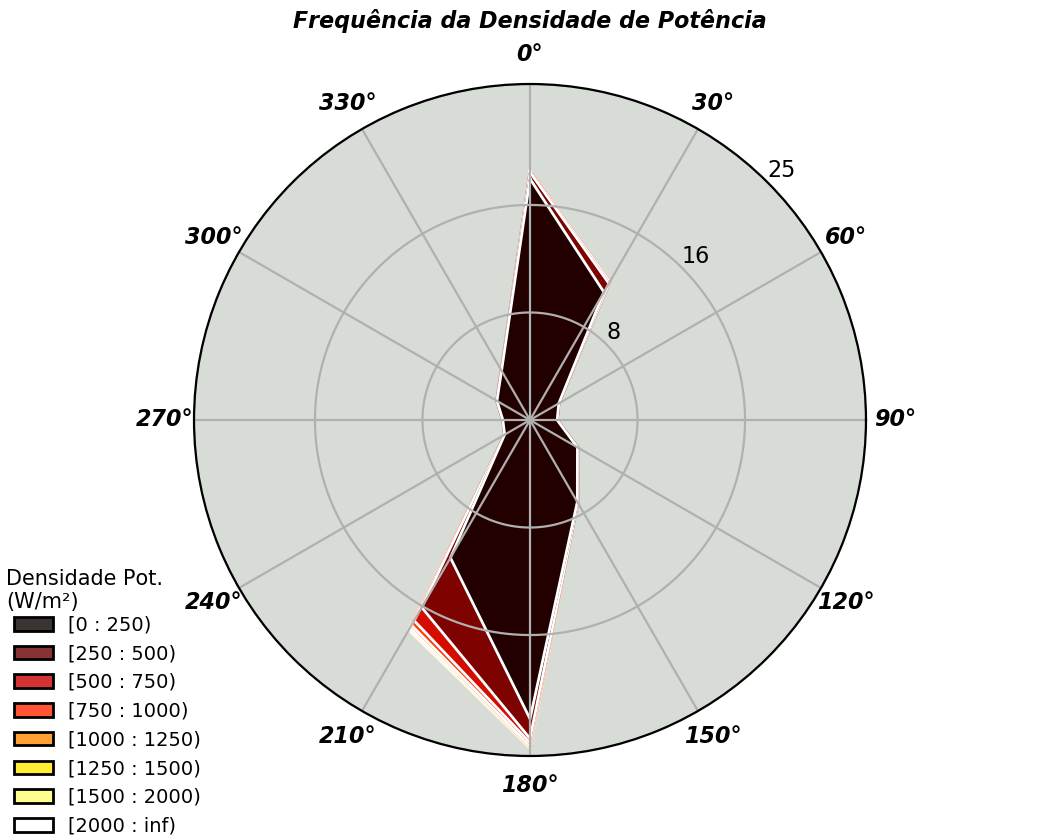 Frequência da Densidade de Potência
0°
330°
30°
25
300°
60°
16
8
270°
90°
240°
120°
210°
150°
180°
Densidade Pot.
(W/m²)
[0 : 250)
[250 : 500)
[500 : 750)
[750 : 1000)
[1000 : 1250)
[1250 : 1500)
[1500 : 2000)
[2000 : inf)